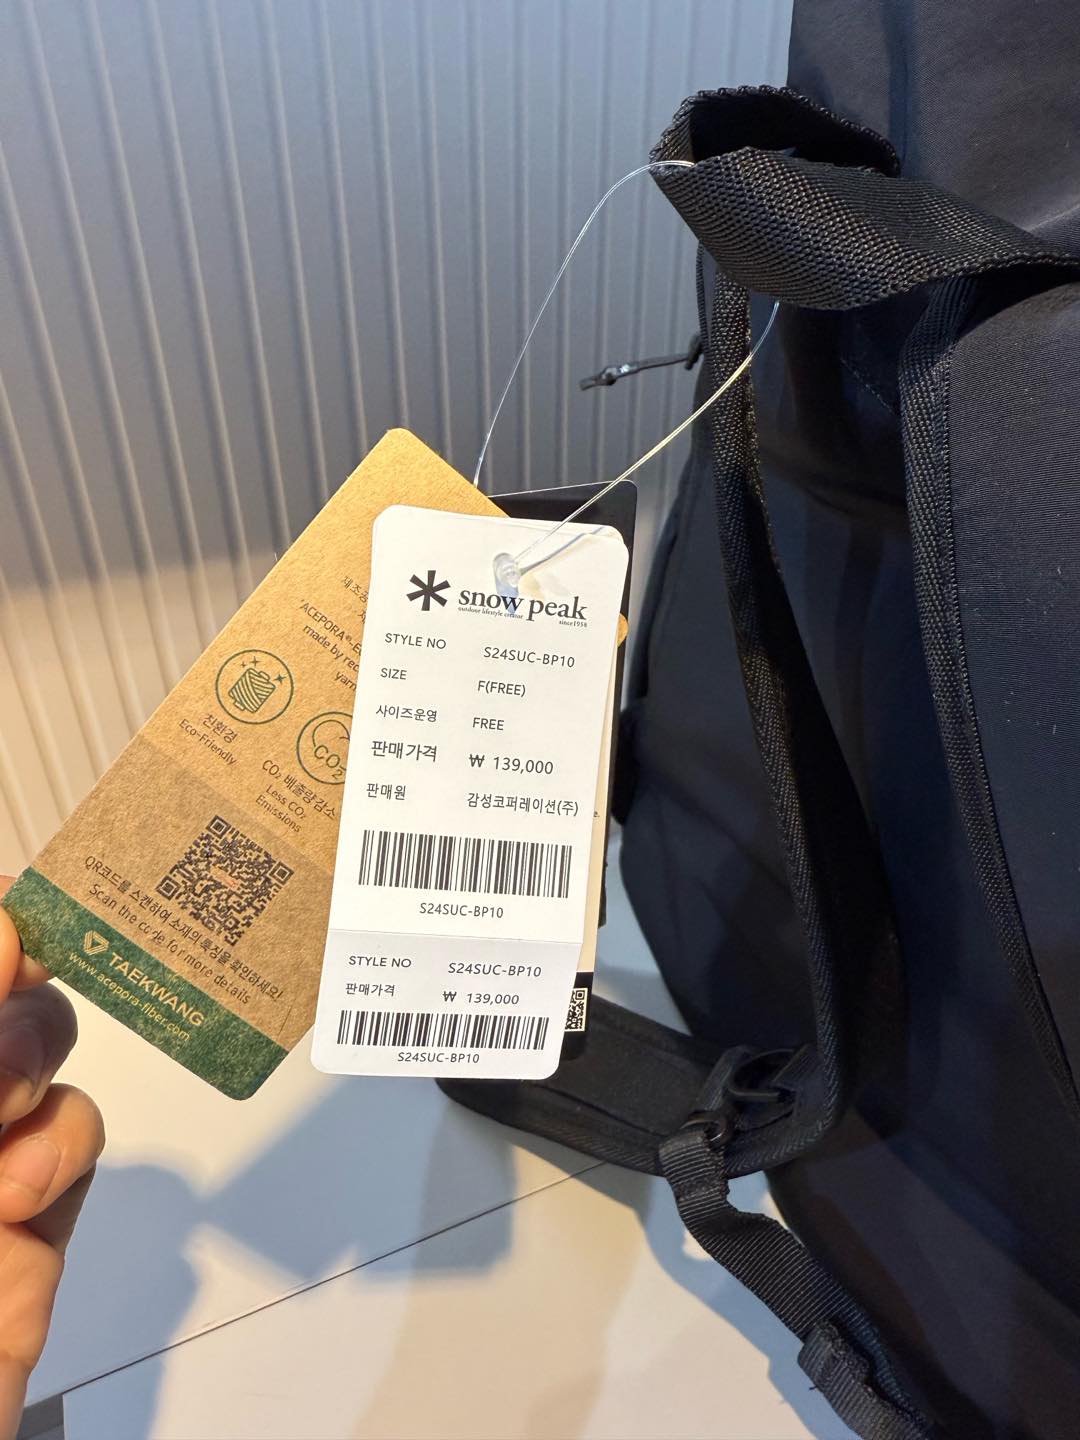 snow peak
outdoor lifestyle creator
since1958
STYLE NO S24SUC-BP10
SIZE F(FREE)
사이즈운영 FREE
판매가격 ₩ 139,000
판매원 감성코퍼레이션(주)
S24SUC-BP10
STYLE NO S24SUC-BP10
판매가격 ₩ 139,000
S24SUC-BP10
'ACEPORA®-
made by
yarn
친환경
Eco-Friendly
CO₂
CO₂ 배출량감소
Less CO₂
Emissions
QR코드를 스캔하여 소재의 특징을 확인하세요!
Scan the code for more details
TAEKWANG
www.acepora-fiber.com